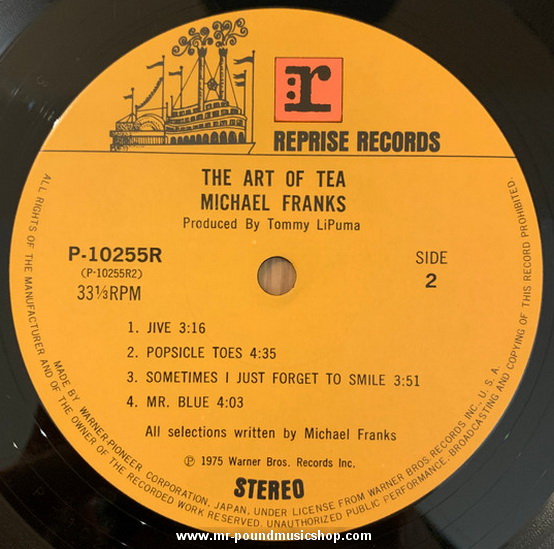 r
REPRISE RECORDS
THE ART OF TEA
MICHAEL FRANKS
Produced By Tommy LiPuma
P-10255R
(P-10255R2)
33⅓RPM
SIDE
2
1. JIVE 3:16
2. POPSICLE TOES 4:35
3. SOMETIMES I JUST FORGET TO SMILE 3:51
4. MR. BLUE 4:03
All selections written by Michael Franks
℗ 1975 Warner Bros. Records Inc.
STEREO
MADE BY WARNER-PIONEER CORPORATION, JAPAN, UNDER LICENSE FROM WARNER BROS. RECORDS INC., U.S.A.
ALL RIGHTS OF THE MANUFACTURER AND OF THE OWNER OF THE RECORDED WORK RESERVED. UNAUTHORIZED PUBLIC PERFORMANCE, BROADCASTING AND COPYING OF THIS RECORD PROHIBITED.
www.mr-poundmusicshop.com